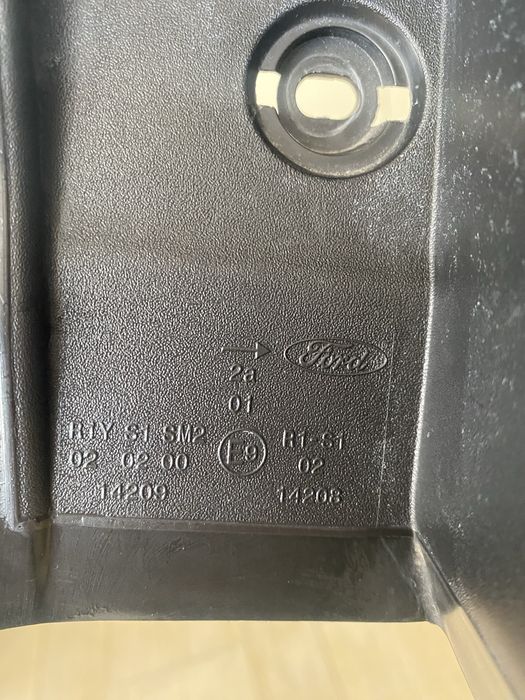 → Ford
2a
01
R1Y S1 SM2 E9 R1-S1
02 02 00 02
14209 14208